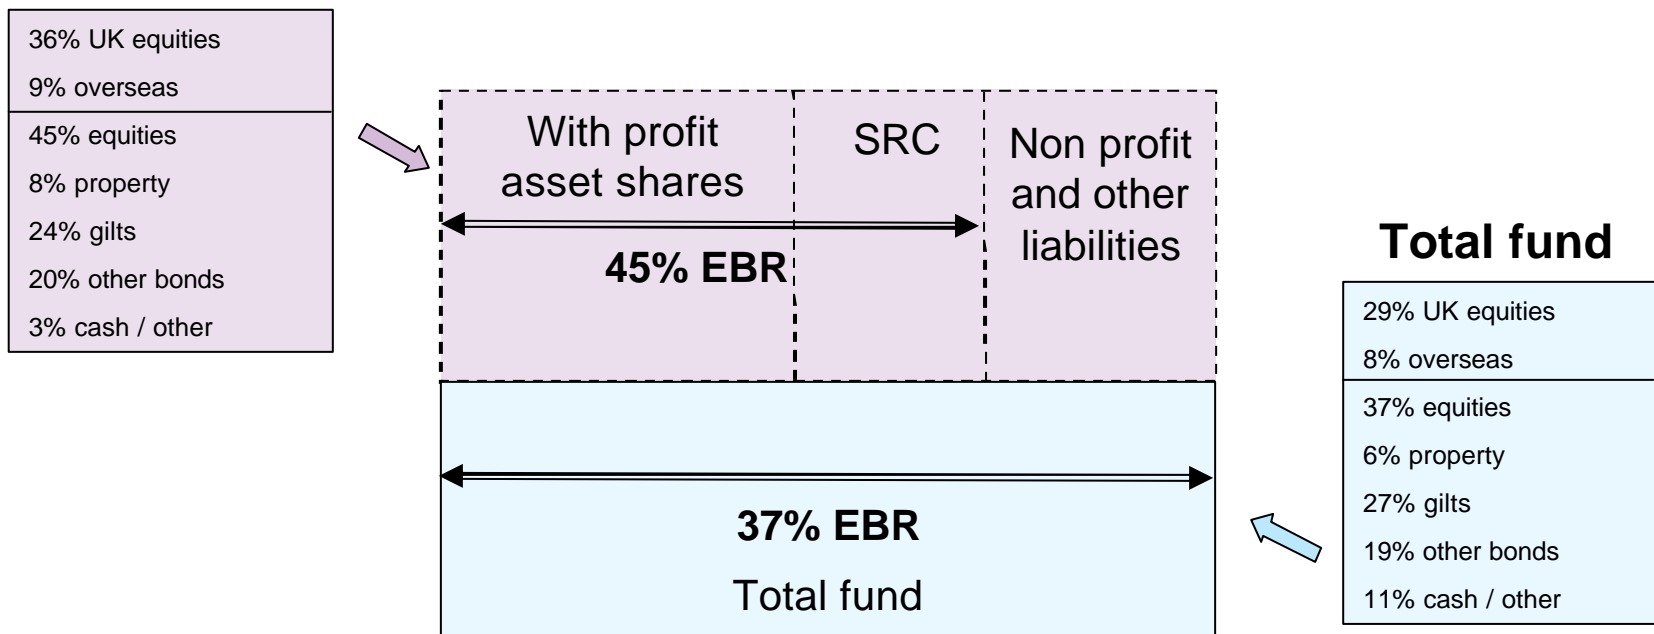 36% UK equities
9% overseas
45% equities
8% property
24% gilts
20% other bonds
3% cash / other
With profit
asset shares
SRC
Non profit
and other
liabilities
45% EBR
37% EBR
Total fund
Total fund
29% UK equities
8% overseas
37% equities
6% property
27% gilts
19% other bonds
11% cash / other